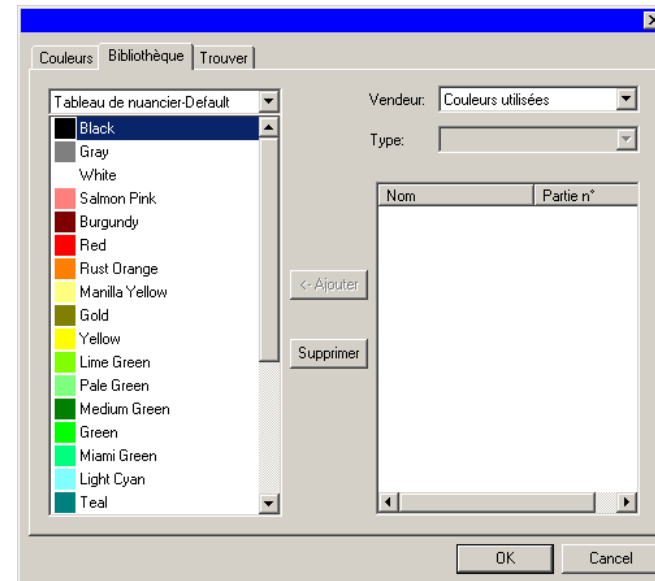 Couleurs Bibliothèque Trouver
Tableau de nuancier-Default
Vendeur: Couleurs utilisées
Type:
Black
Gray
White
Salmon Pink
Burgundy
Red
Rust Orange
Manilla Yellow
Gold
Yellow
Lime Green
Pale Green
Medium Green
Green
Miami Green
Light Cyan
Teal
<- Ajouter
Supprimer
Nom Partie n°
OK Cancel